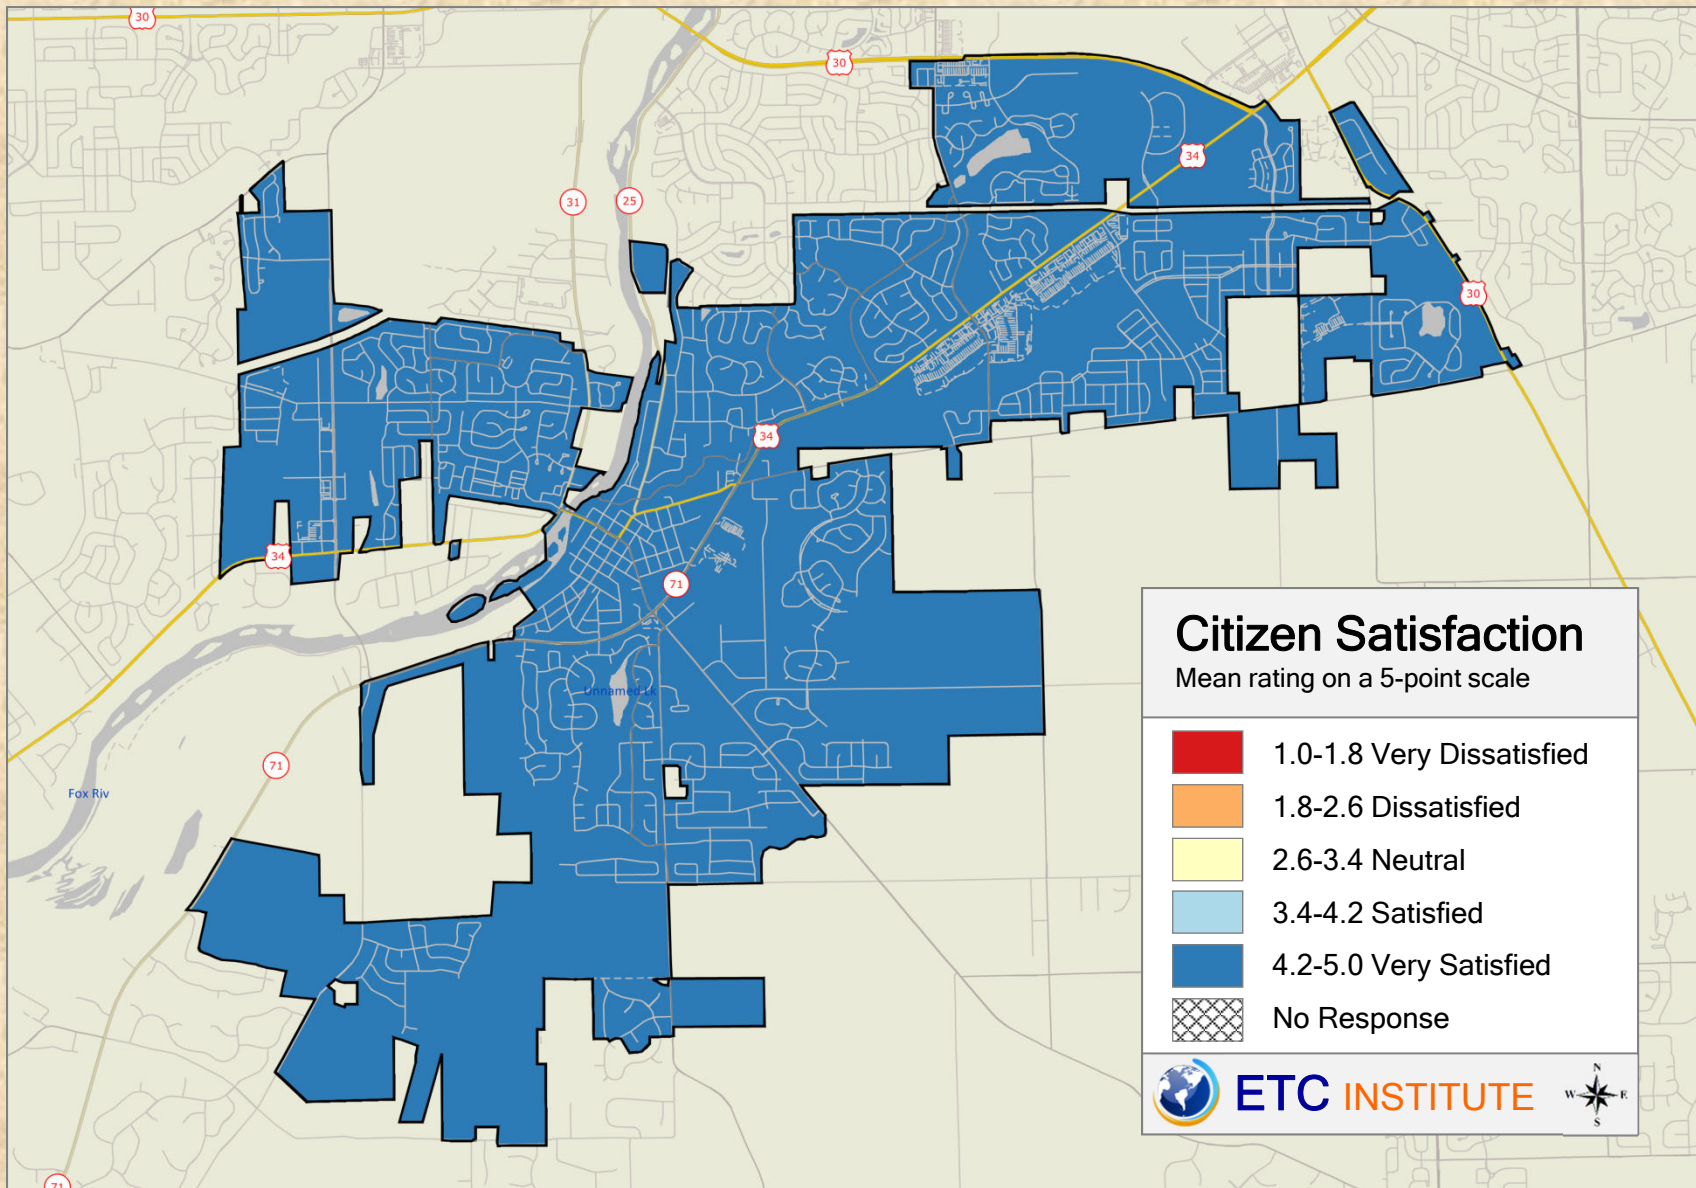 30
30
34
31
25
30
34
34
71
Unnamed Lk
71
Fox Riv
71
Citizen Satisfaction
Mean rating on a 5-point scale
1.0-1.8 Very Dissatisfied
1.8-2.6 Dissatisfied
2.6-3.4 Neutral
3.4-4.2 Satisfied
4.2-5.0 Very Satisfied
No Response
ETC INSTITUTE
N
W E
S